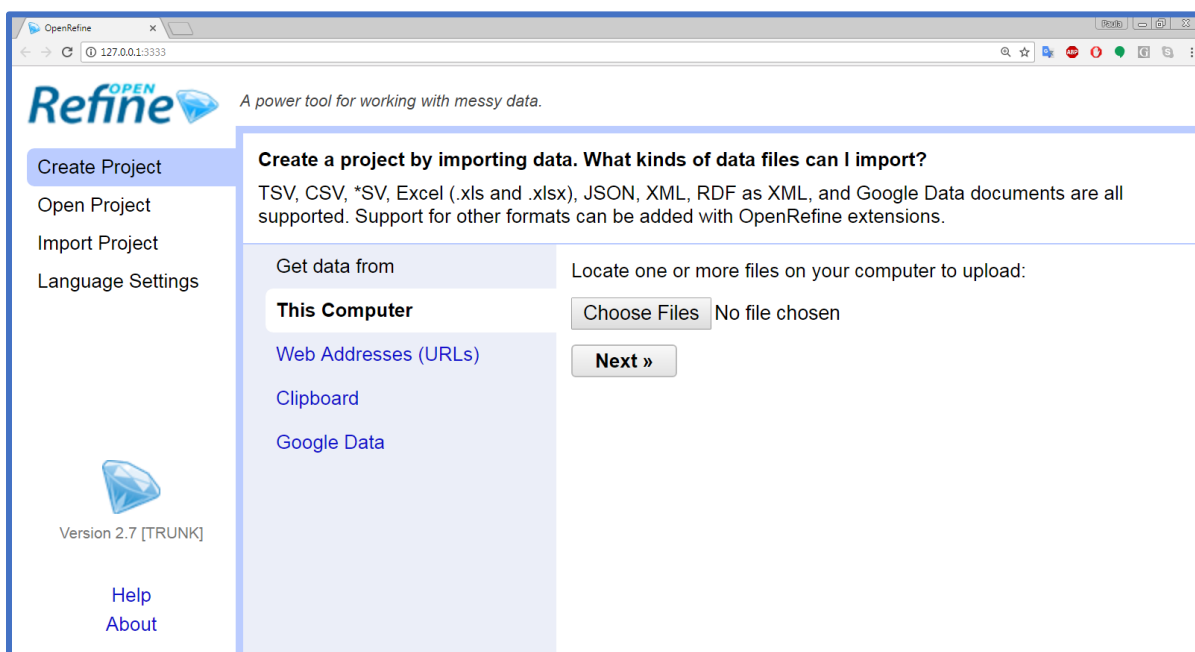 OpenRefine
Paula
127.0.0.1:3333
ABP
G
S
OPEN
Refine
A power tool for working with messy data.
Create Project
Open Project
Import Project
Language Settings
Version 2.7 [TRUNK]
Help
About
Create a project by importing data. What kinds of data files can I import?
TSV, CSV, *SV, Excel (.xls and .xlsx), JSON, XML, RDF as XML, and Google Data documents are all
supported. Support for other formats can be added with OpenRefine extensions.
Get data from
This Computer
Web Addresses (URLs)
Clipboard
Google Data
Locate one or more files on your computer to upload:
Choose Files No file chosen
Next »